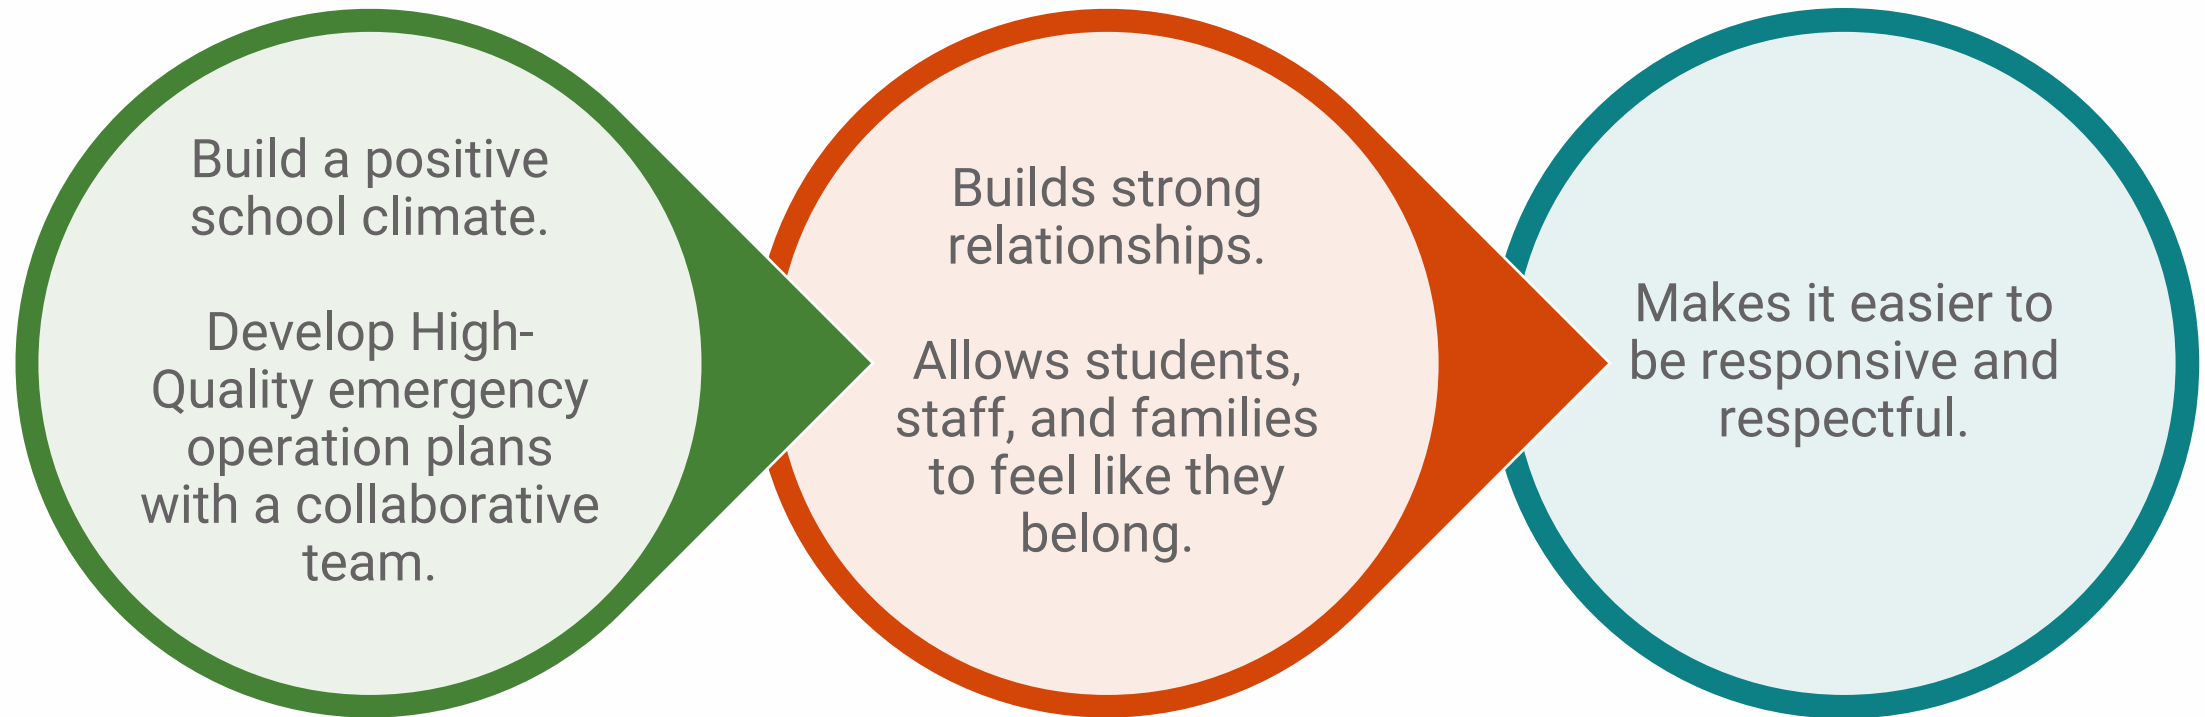 Build a positive
school climate.
Develop High-
Quality emergency
operation plans
with a collaborative
team.
Builds strong
relationships.
Allows students,
staff, and families
to feel like they
belong.
Makes it easier to
be responsive and
respectful.